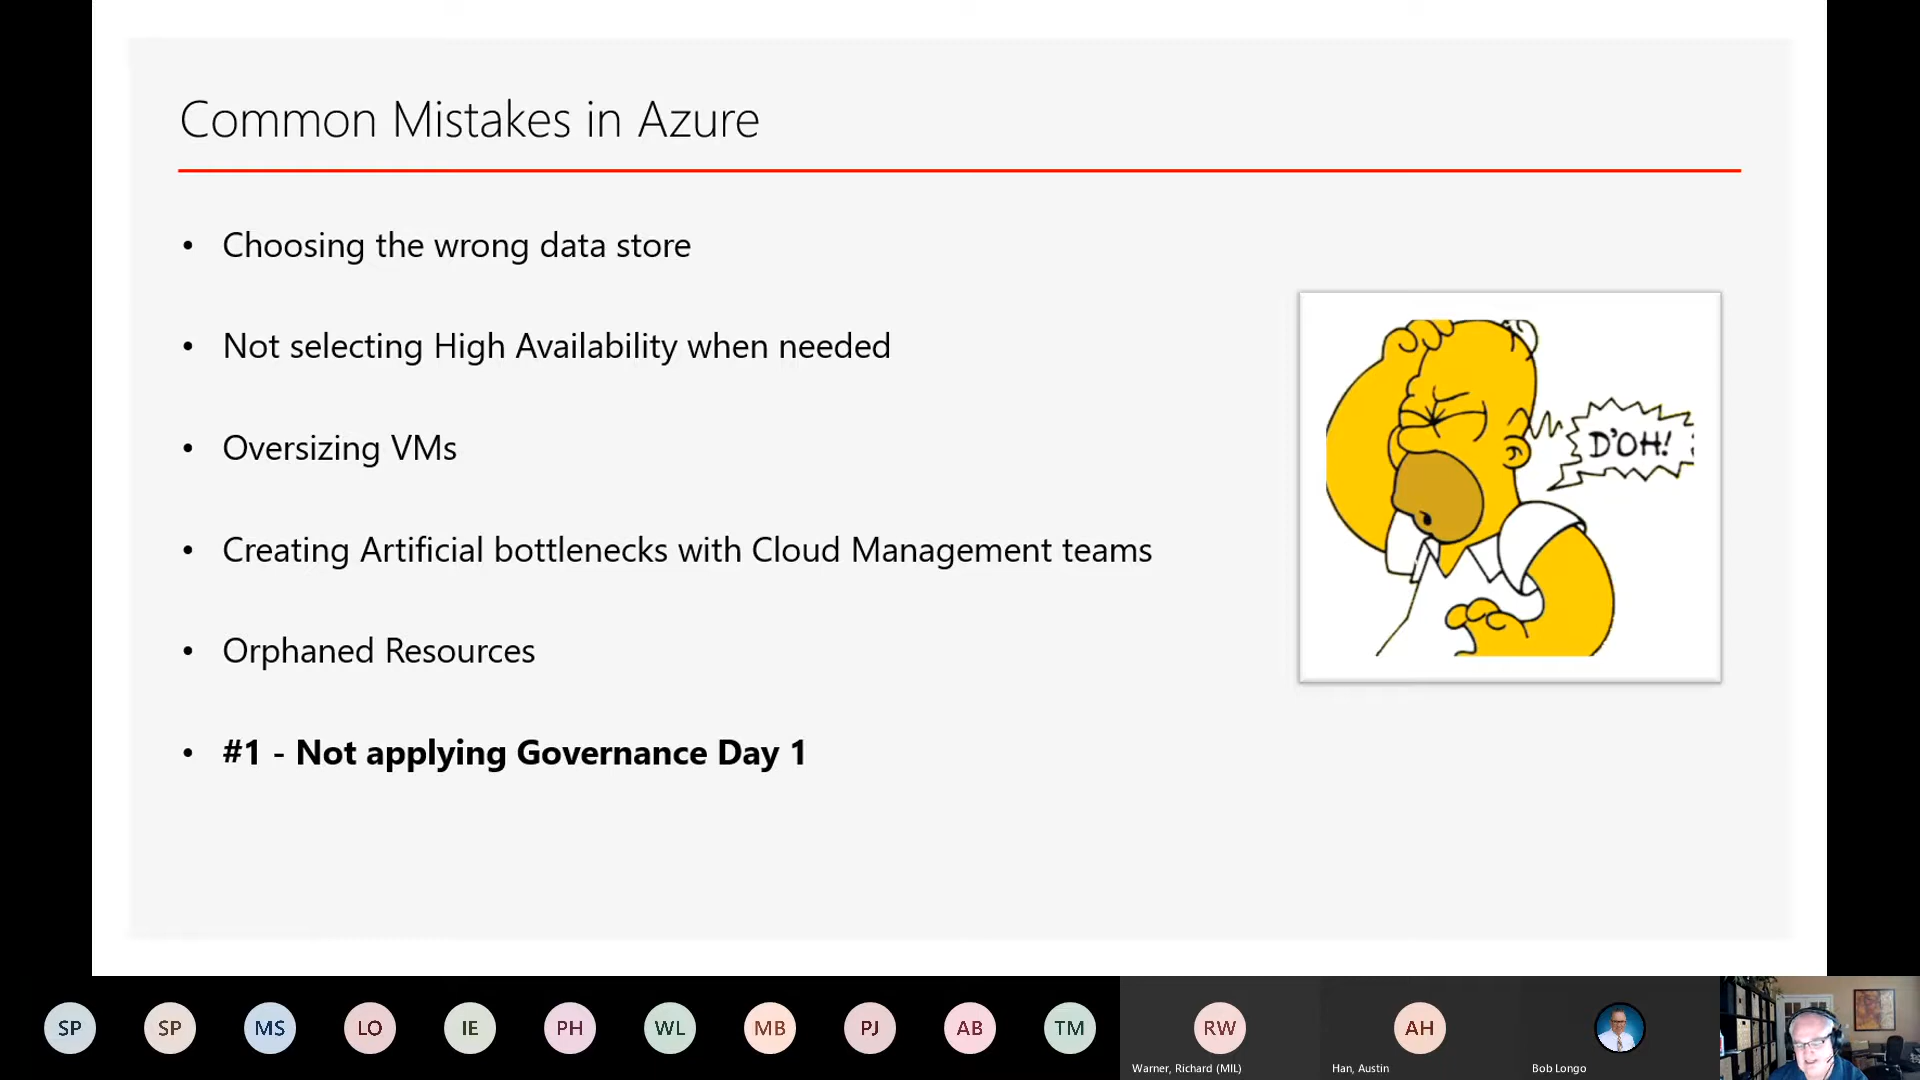 Common Mistakes in Azure
• Choosing the wrong data store
• Not selecting High Availability when needed
• Oversizing VMs
• Creating Artificial bottlenecks with Cloud Management teams
• Orphaned Resources
• #1 - Not applying Governance Day 1
D'OH!
SP SP MS LO IE PH WL MB PJ AB TM RW AH
Warner, Richard (MIL) Han, Austin Bob Longo